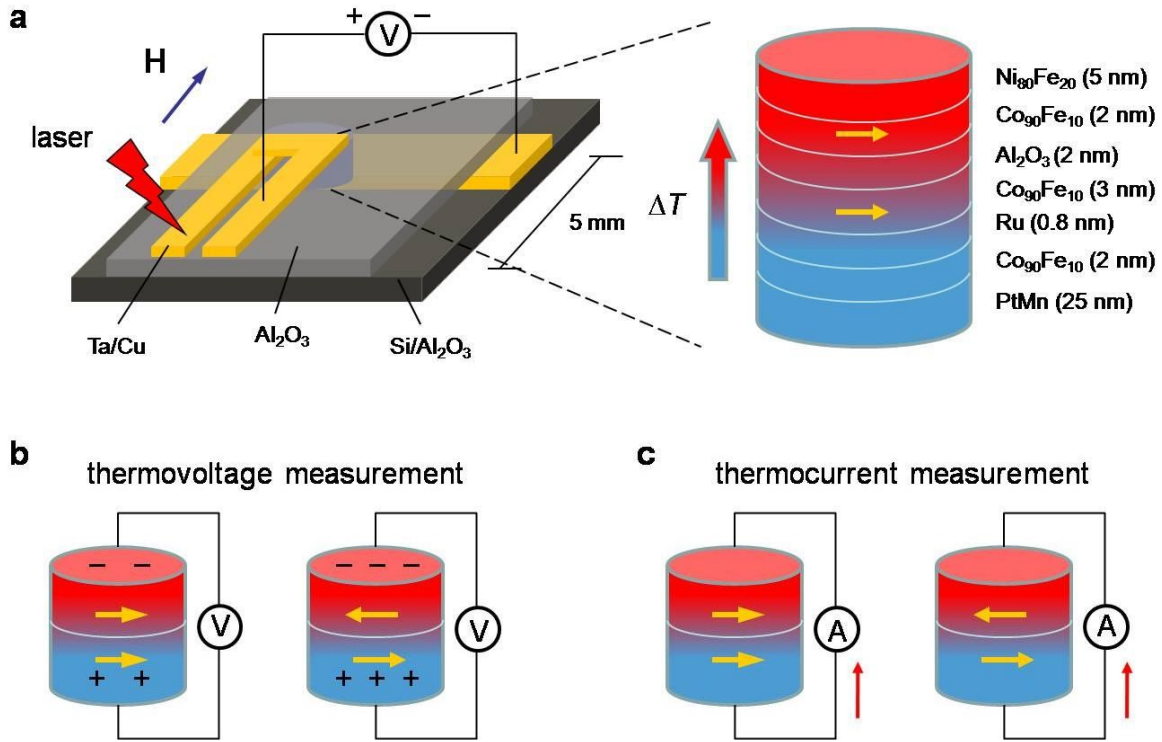 a
+ V −
H
laser
5 mm
Ta/Cu
Al₂O₃
Si/Al₂O₃
ΔT
Ni₈₀Fe₂₀ (5 nm)
Co₉₀Fe₁₀ (2 nm)
Al₂O₃ (2 nm)
Co₉₀Fe₁₀ (3 nm)
Ru (0.8 nm)
Co₉₀Fe₁₀ (2 nm)
PtMn (25 nm)
b
thermovoltage measurement
− −
V
+ +
− − −
V
+ + +
c
thermocurrent measurement
A
A